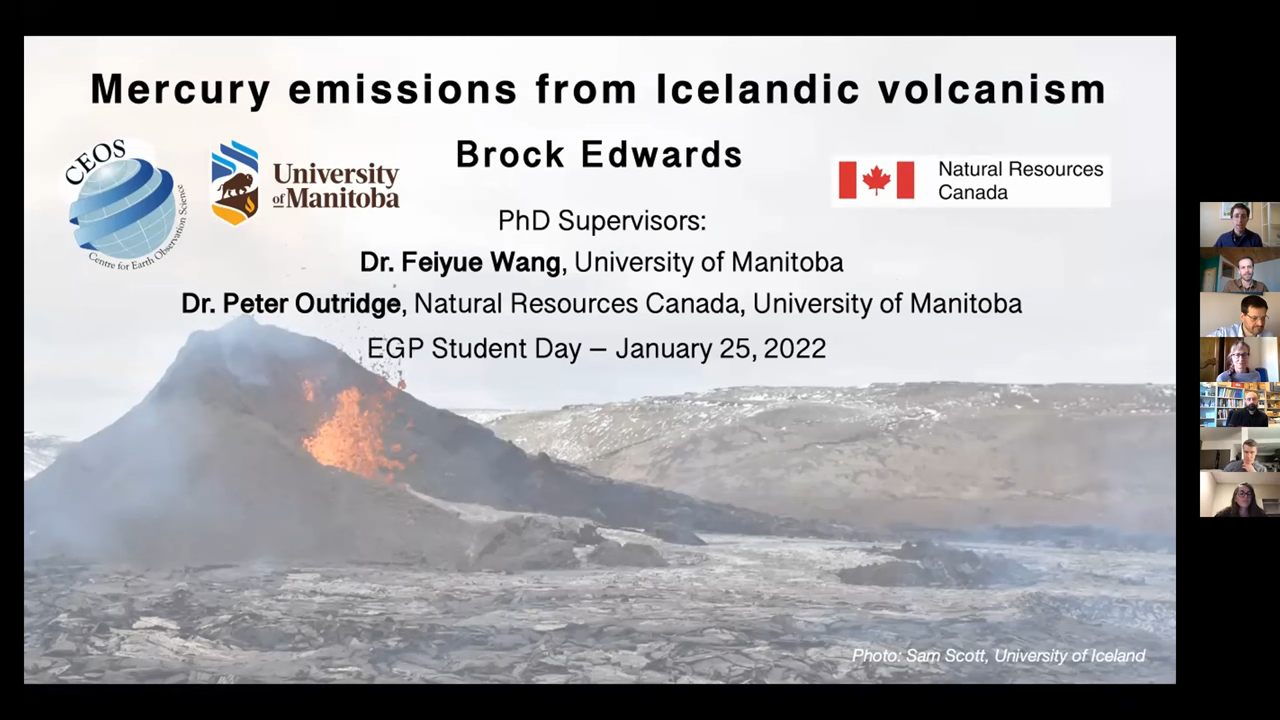 Mercury emissions from Icelandic volcanism
Brock Edwards
CEOS
Centre for Earth Observation Science
University
of Manitoba
Natural Resources
Canada
PhD Supervisors:
Dr. Feiyue Wang, University of Manitoba
Dr. Peter Outridge, Natural Resources Canada, University of Manitoba
EGP Student Day – January 25, 2022
Photo: Sam Scott, University of Iceland